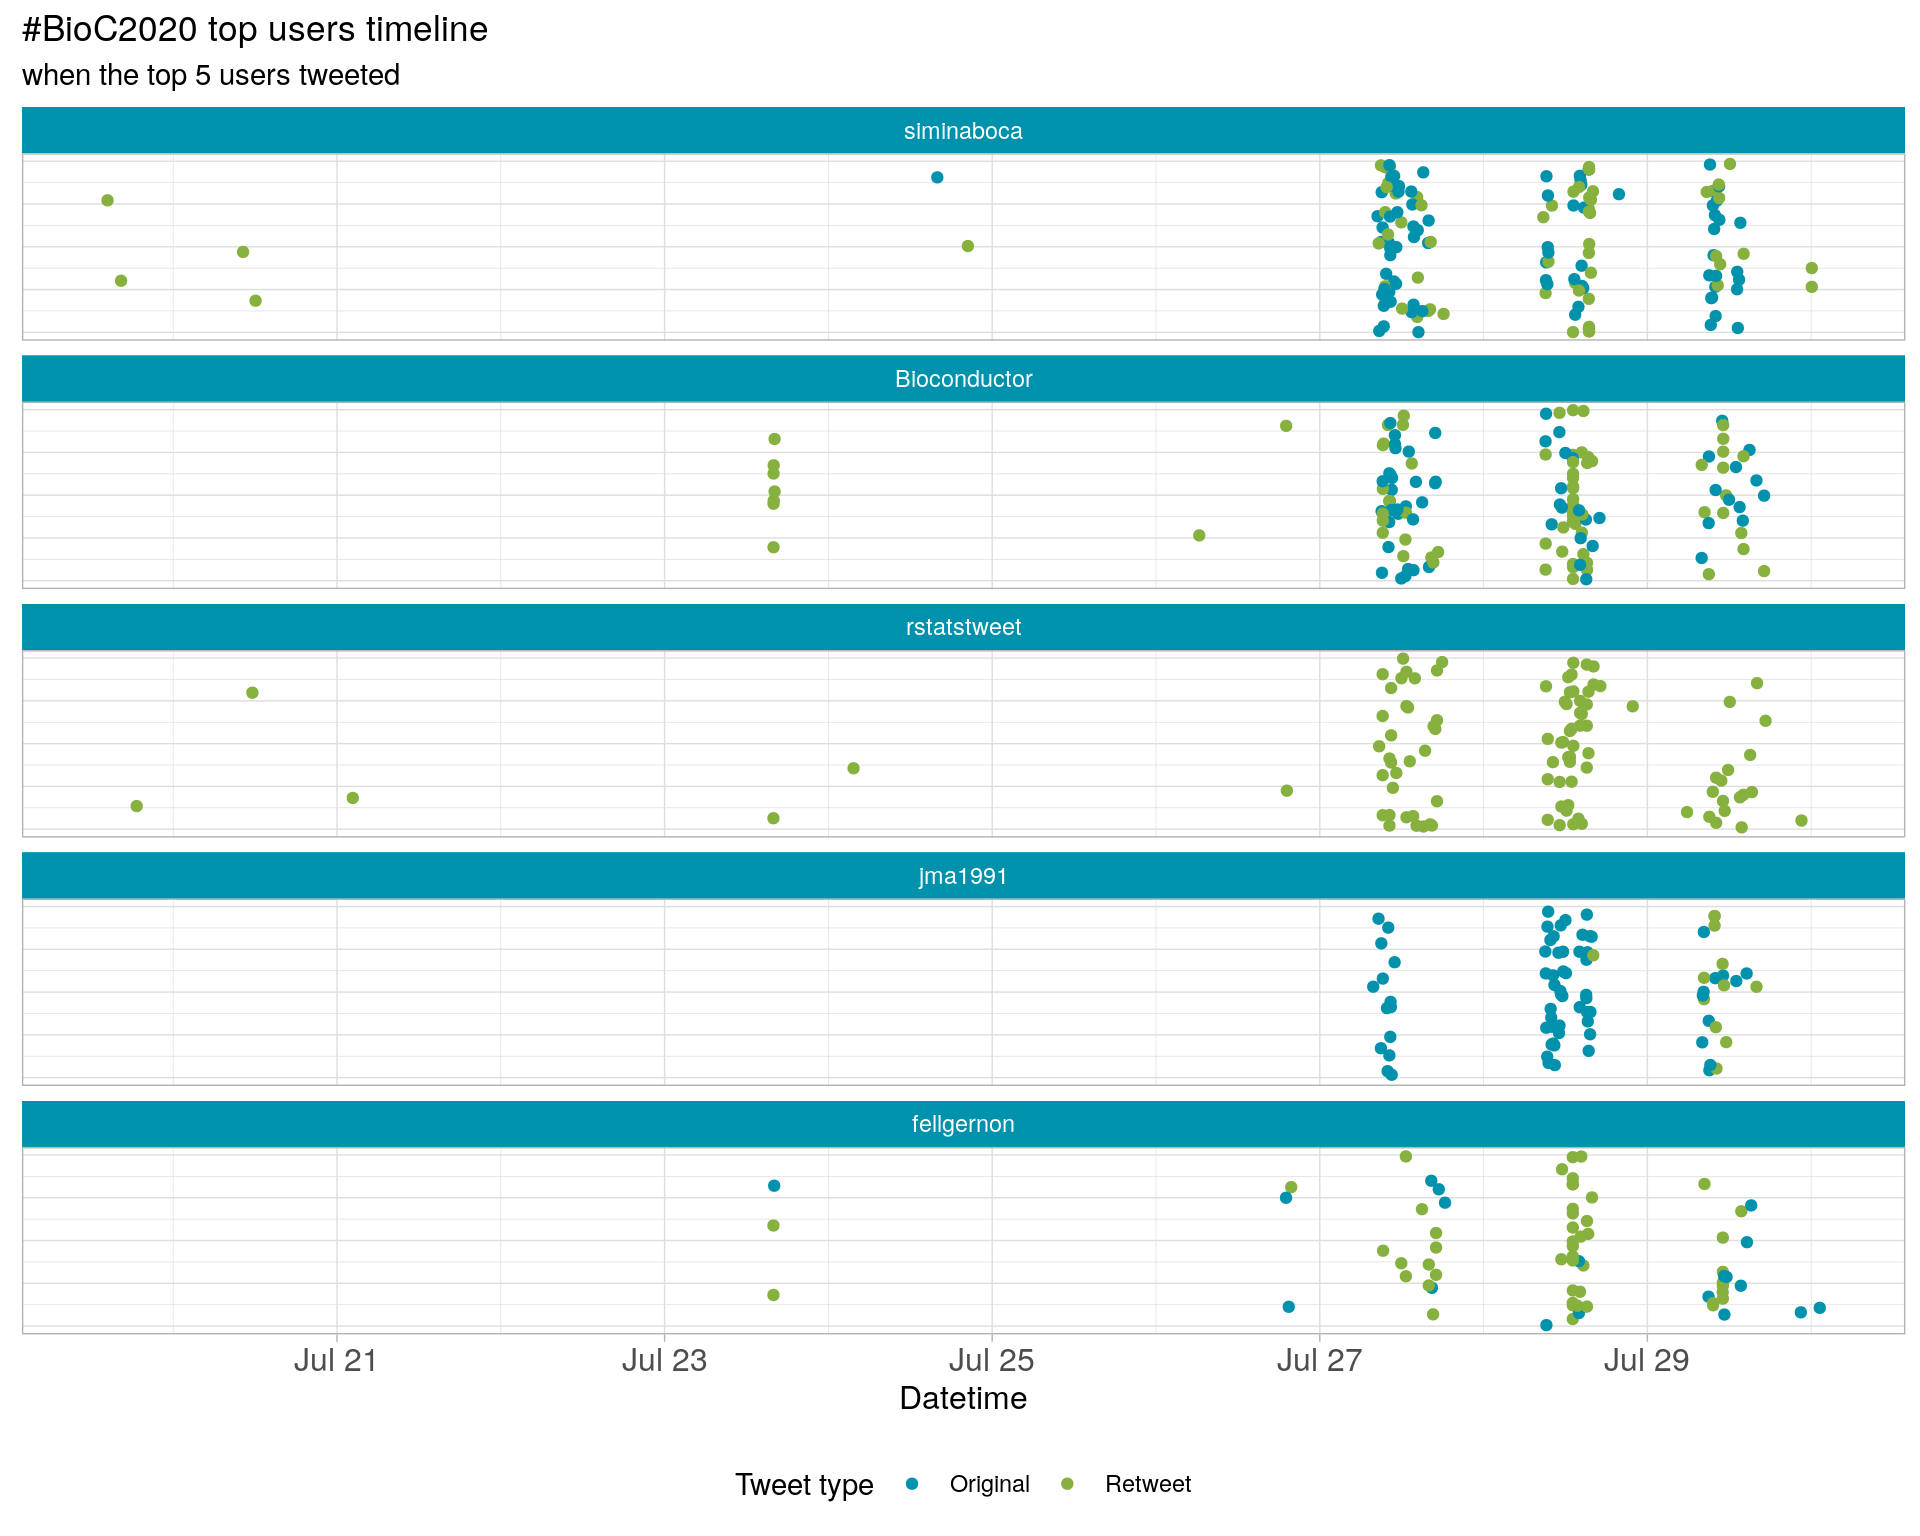 #BioC2020 top users timeline
when the top 5 users tweeted
siminaboca
Bioconductor
rstatstweet
jma1991
fellgernon
Jul 21 Jul 23 Jul 25 Jul 27 Jul 29
Datetime
Tweet type Original Retweet